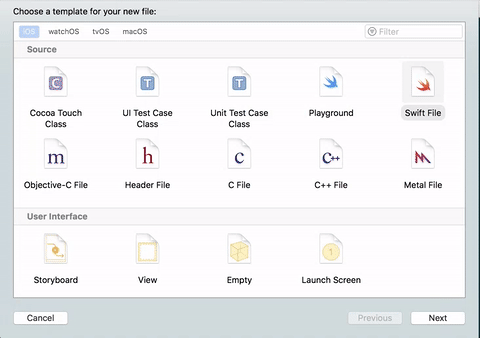 Choose a template for your new file:
iOS watchOS tvOS macOS Filter
Source
C T T
Cocoa Touch Class
UI Test Case Class
Unit Test Case Class
Playground
Swift File
m h c c++
Objective-C File
Header File
C File
C++ File
Metal File
User Interface
1
Storyboard
View
Empty
Launch Screen
Cancel Previous Next